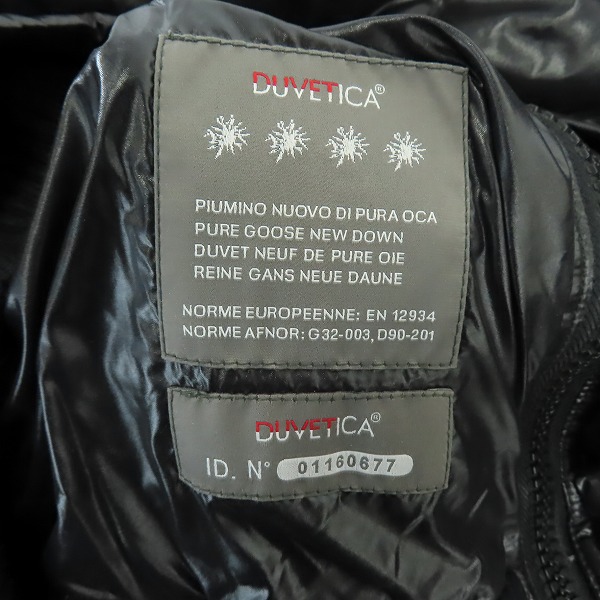 DUVETICA®
PIUMINO NUOVO DI PURA OCA
PURE GOOSE NEW DOWN
DUVET NEUF DE PURE OIE
REINE GANS NEUE DAUNE
NORME EUROPEENNE: EN 12934
NORME AFNOR: G32-003, D90-201
DUVETICA®
ID. N° 01160677